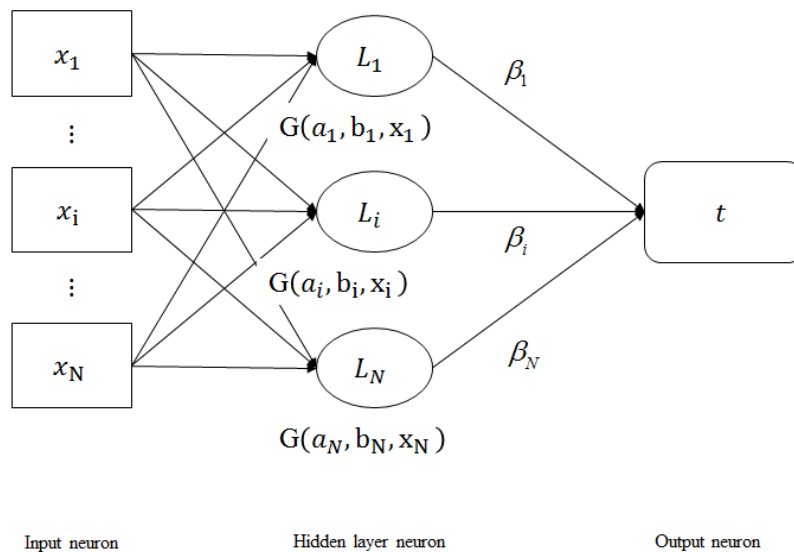 x₁
L₁
β₁
⋮
G(a₁, b₁, x₁)
xᵢ
Lᵢ
t
βᵢ
⋮
G(aᵢ, bᵢ, xᵢ)
x_N
L_N
β_N
G(a_N, b_N, x_N)
Input neuron
Hidden layer neuron
Output neuron